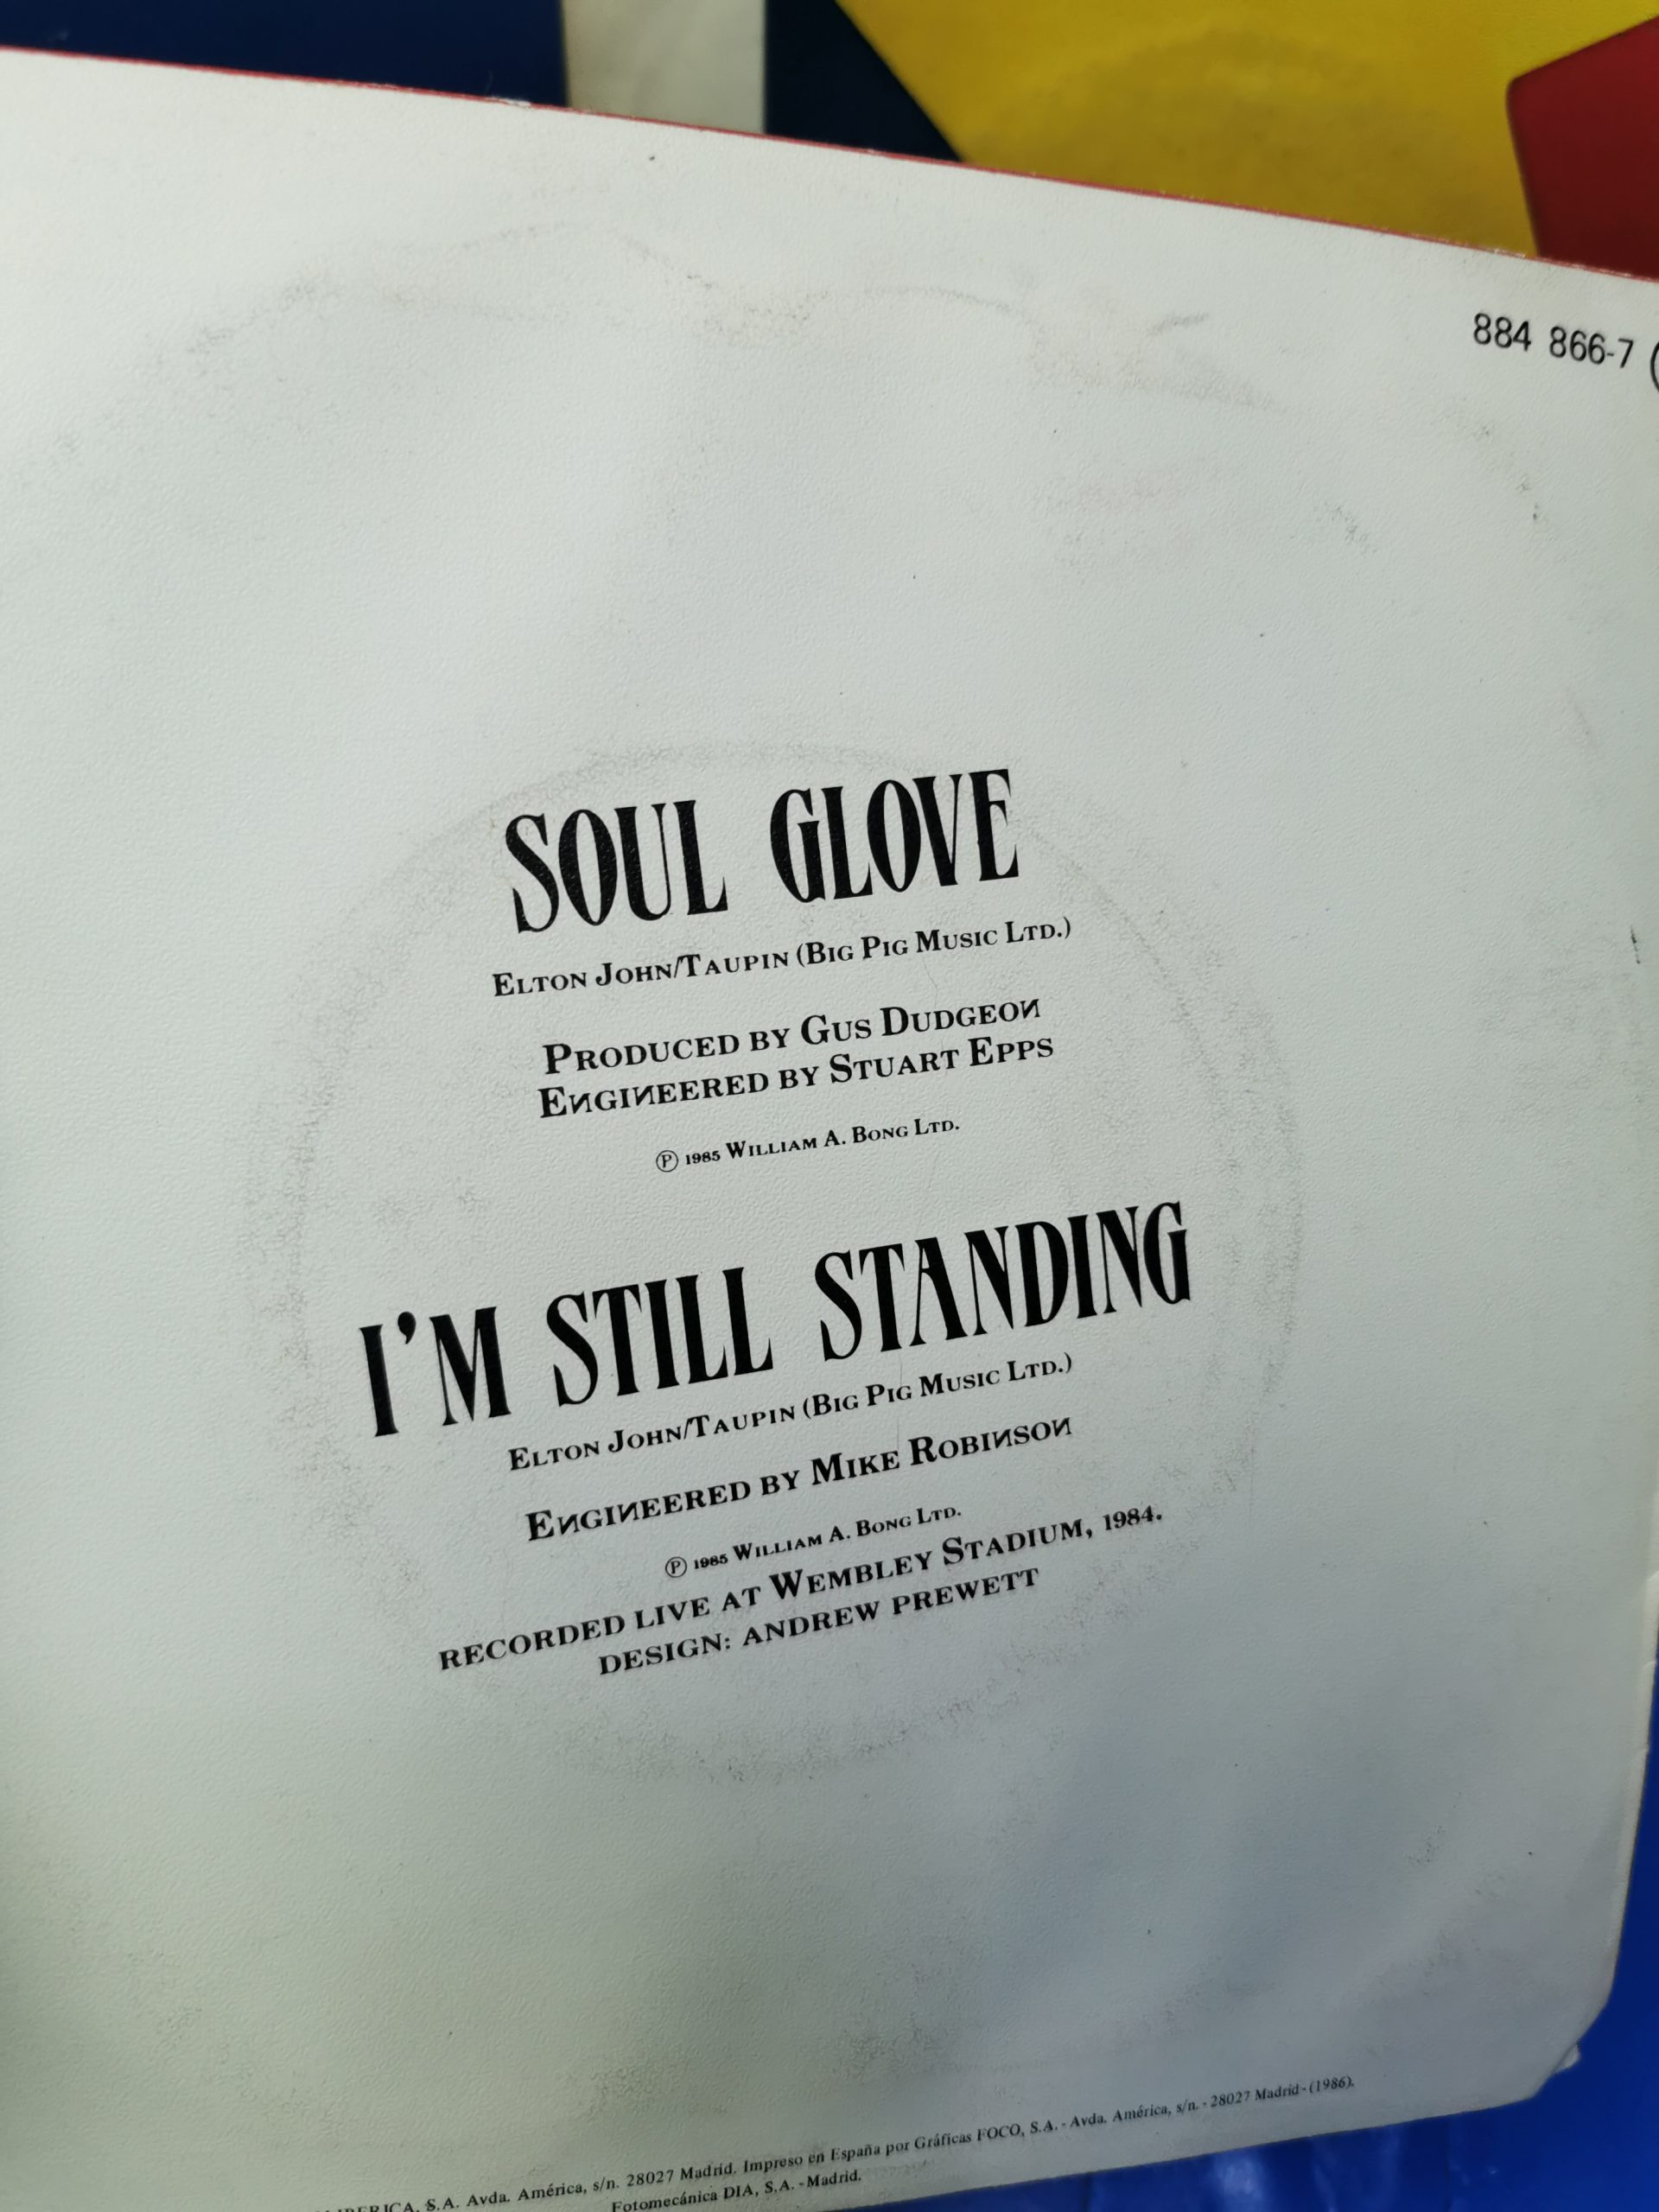 884 866-7
SOUL GLOVE
ELTON JOHN/TAUPIN (BIG PIG MUSIC LTD.)
PRODUCED BY GUS DUDGEON
ENGINEERED BY STUART EPPS
Ⓟ 1985 WILLIAM A. BONG LTD.
I'M STILL STANDING
ELTON JOHN/TAUPIN (BIG PIG MUSIC LTD.)
ENGINEERED BY MIKE ROBINSON
Ⓟ 1985 WILLIAM A. BONG LTD.
RECORDED LIVE AT WEMBLEY STADIUM, 1984.
DESIGN: ANDREW PREWETT
S.A. Avda. América, s/n. 28027 Madrid. Impreso en España por Gráficas FOCO, S.A. - Avda. América, s/n. - 28027 Madrid - (1986).
Fotomecánica DIA, S.A. - Madrid.